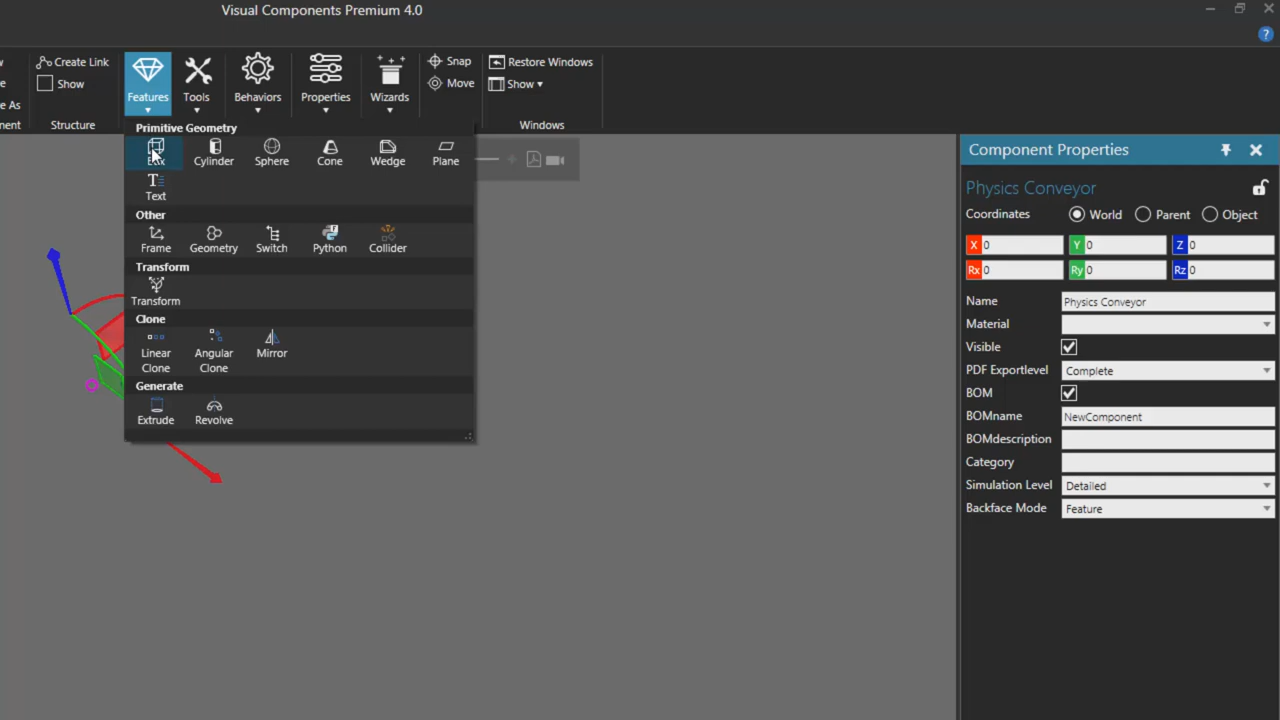 Visual Components Premium 4.0
Create Link
Show
As
nent
Structure
Features
Tools
Behaviors
Properties
Wizards
Snap
Move
Restore Windows
Show
Windows
Primitive Geometry
Cylinder
Sphere
Cone
Wedge
Plane
Text
Other
Frame
Geometry
Switch
Python
Collider
Transform
Transform
Clone
Linear Clone
Angular Clone
Mirror
Generate
Extrude
Revolve
Component Properties
Physics Conveyor
Coordinates World Parent Object
X 0 Y 0 Z 0
Rx 0 Ry 0 Rz 0
Name Physics Conveyor
Material
Visible
PDF Exportlevel Complete
BOM
BOMname NewComponent
BOMdescription
Category
Simulation Level Detailed
Backface Mode Feature